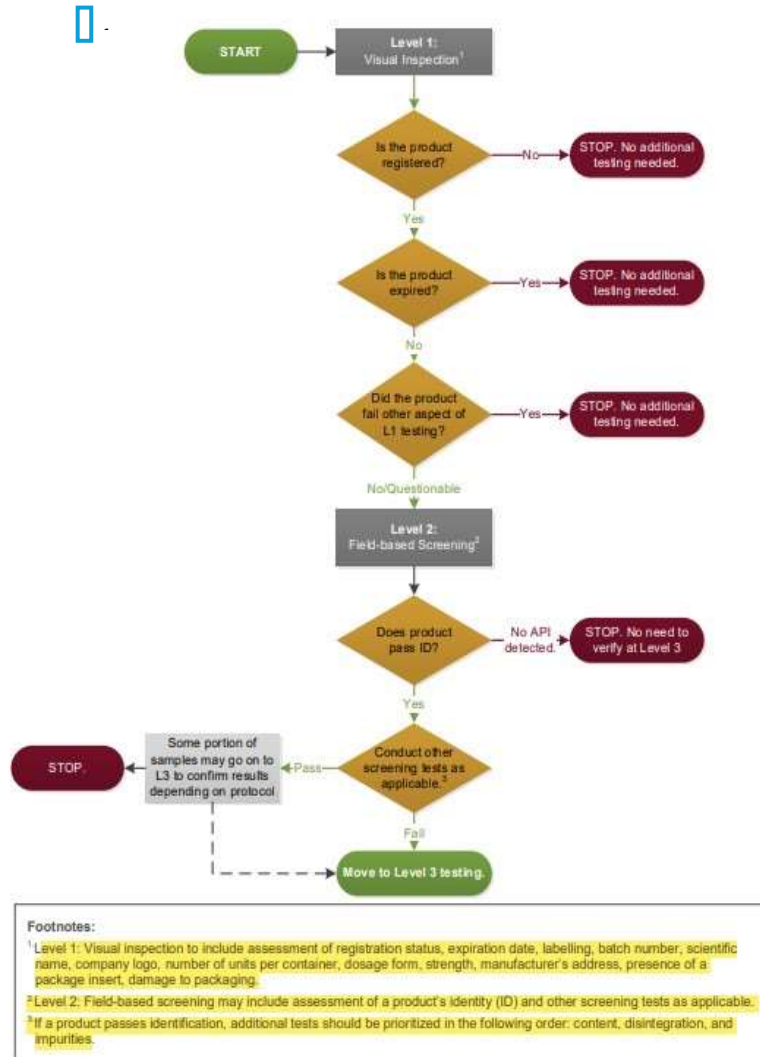 START
Level 1:
Visual Inspection1
Is the product
registered?
No
STOP. No additional
testing needed.
Yes
Is the product
expired?
Yes
STOP. No additional
testing needed.
No
Did the product
fail other aspect of
L1 testing?
Yes
STOP. No additional
testing needed.
No/Questionable
Level 2:
Field-based Screening2
Does product
pass ID?
No API
detected.
STOP. No need to
verify at Level 3
Yes
Conduct other
screening tests as
applicable.3
Pass
Some portion of
samples may go on to
L3 to confirm results
depending on protocol
STOP.
Fail
Move to Level 3 testing.
Footnotes:
1 Level 1: Visual inspection to include assessment of registration status, expiration date, labelling, batch number, scientific
name, company logo, number of units per container, dosage form, strength, manufacturer's address, presence of a
package insert, damage to packaging.
2 Level 2: Field-based screening may include assessment of a product's identity (ID) and other screening tests as applicable.
3 If a product passes identification, additional tests should be prioritized in the following order: content, disintegration, and
impurities.